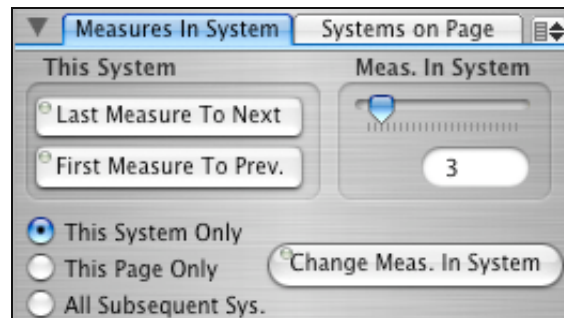 Measures In System
Systems on Page
This System
Meas. In System
Last Measure To Next
First Measure To Prev.
3
This System Only
This Page Only
Change Meas. In System
All Subsequent Sys.